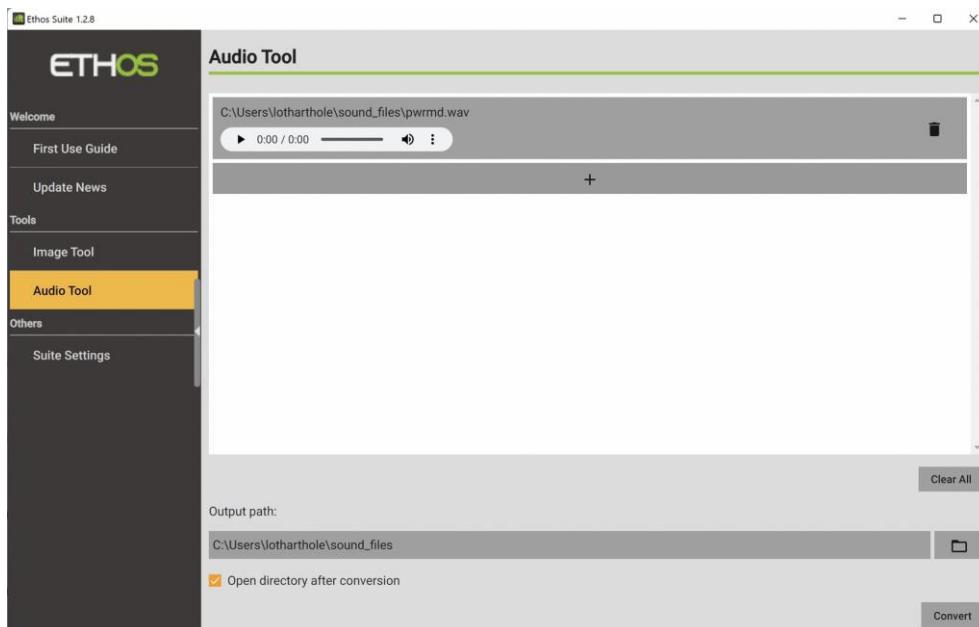 Ethos Suite 1.2.8
ETHOS
Welcome
First Use Guide
Update News
Tools
Image Tool
Audio Tool
Others
Suite Settings
Audio Tool
C:\Users\lotharthole\sound_files\pwrmd.wav
0:00 / 0:00
+
Clear All
Output path:
C:\Users\lotharthole\sound_files
Open directory after conversion
Convert